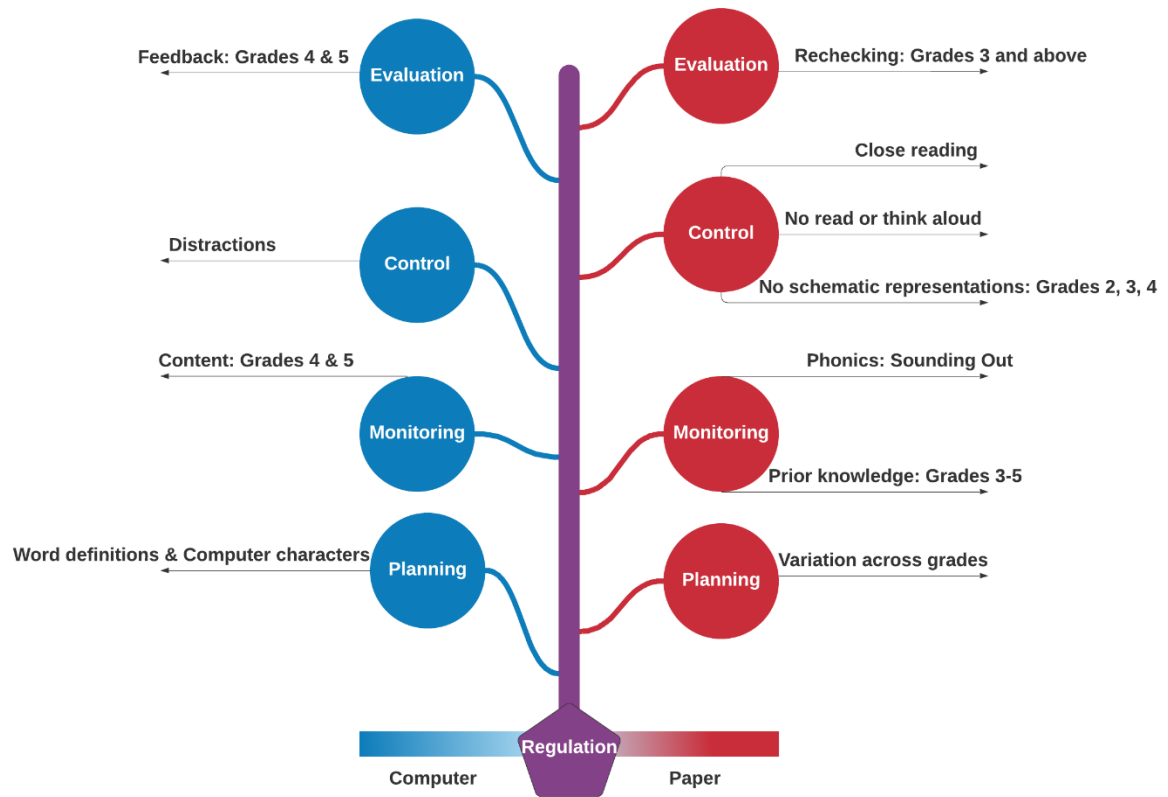 Feedback: Grades 4 & 5
Evaluation
Evaluation
Rechecking: Grades 3 and above
Close reading
Distractions
Control
Control
No read or think aloud
No schematic representations: Grades 2, 3, 4
Content: Grades 4 & 5
Monitoring
Phonics: Sounding Out
Monitoring
Prior knowledge: Grades 3-5
Word definitions & Computer characters
Planning
Planning
Variation across grades
Regulation
Computer
Paper